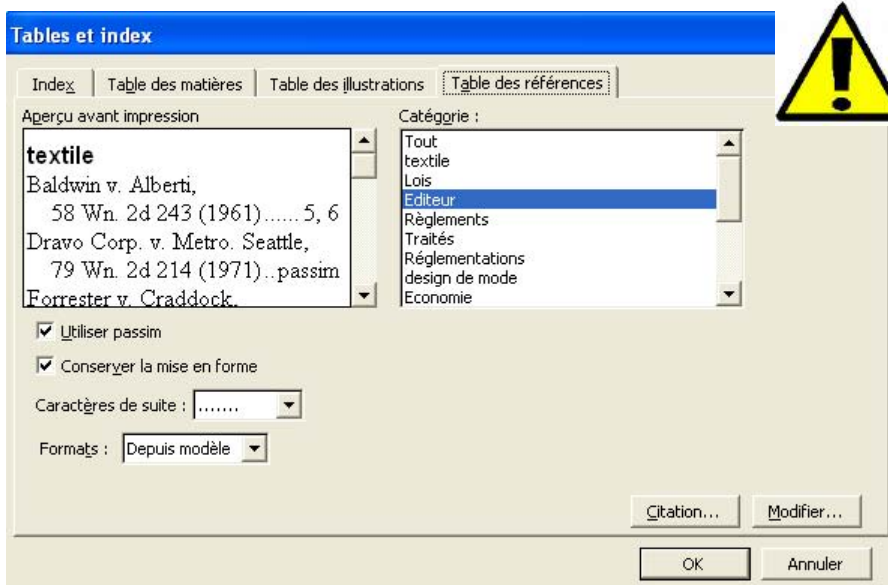 Tables et index
Index
Table des matières
Table des illustrations
Table des références
Aperçu avant impression
textile
Baldwin v. Alberti,
58 Wn. 2d 243 (1961)...... 5, 6
Dravo Corp. v. Metro. Seattle,
79 Wn. 2d 214 (1971)..passim
Forrester v. Craddock,
Catégorie :
Tout
textile
Lois
Editeur
Règlements
Traités
Réglementations
design de mode
Economie
Utiliser passim
Conserver la mise en forme
Caractères de suite : .......
Formats : Depuis modèle
Citation... Modifier...
OK Annuler